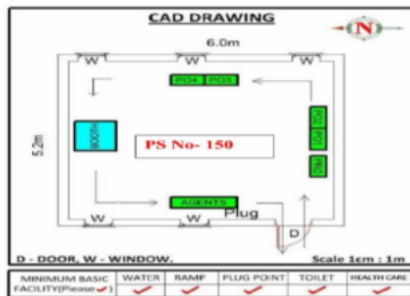 CAD DRAWING
6.0m
N
W W W
PO4 PO3
BOOTH
5.2m
PS No- 150
PO2
PO1
AGENTS
Plug
W W
D
D - DOOR, W - WINDOW.
Scale 1cm : 1m
MINIMUM BASIC FACILITY(Please✓)
WATER
RAMP
PLUG POINT
TOILET
HEALTH CARE